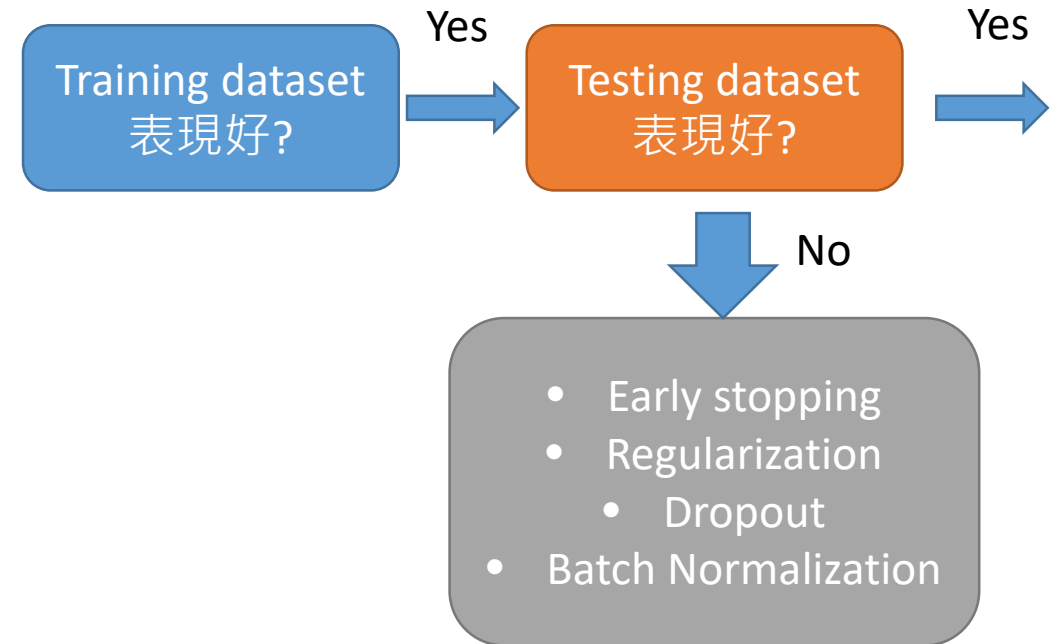 Yes
Yes
Training dataset
表現好?
Testing dataset
表現好?
No
• Early stopping
• Regularization
• Dropout
• Batch Normalization